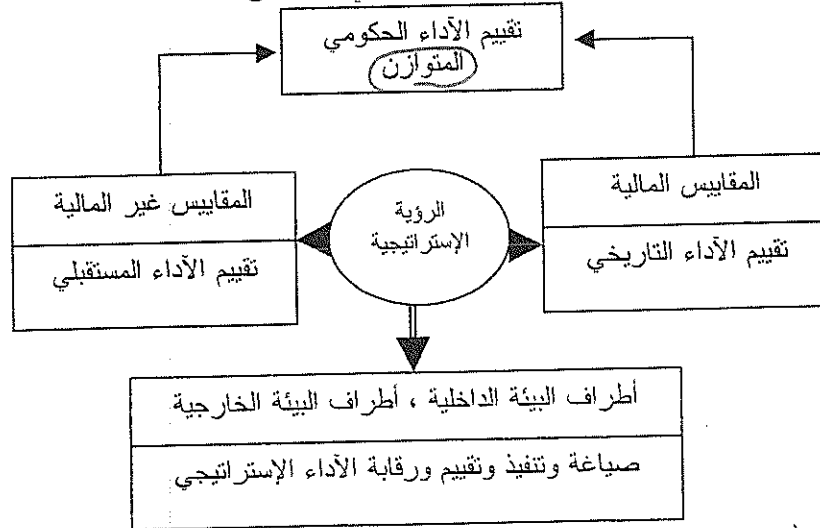 تقييم الآداء الحكومي
المتوازن
المقاييس المالية
تقييم الآداء التاريخي
الرؤية
الإستراتيجية
المقاييس غير المالية
تقييم الآداء المستقبلي
أطراف البيئة الداخلية ، أطراف البيئة الخارجية
صياغة وتنفيذ وتقييم ورقابة الآداء الإستراتيجي